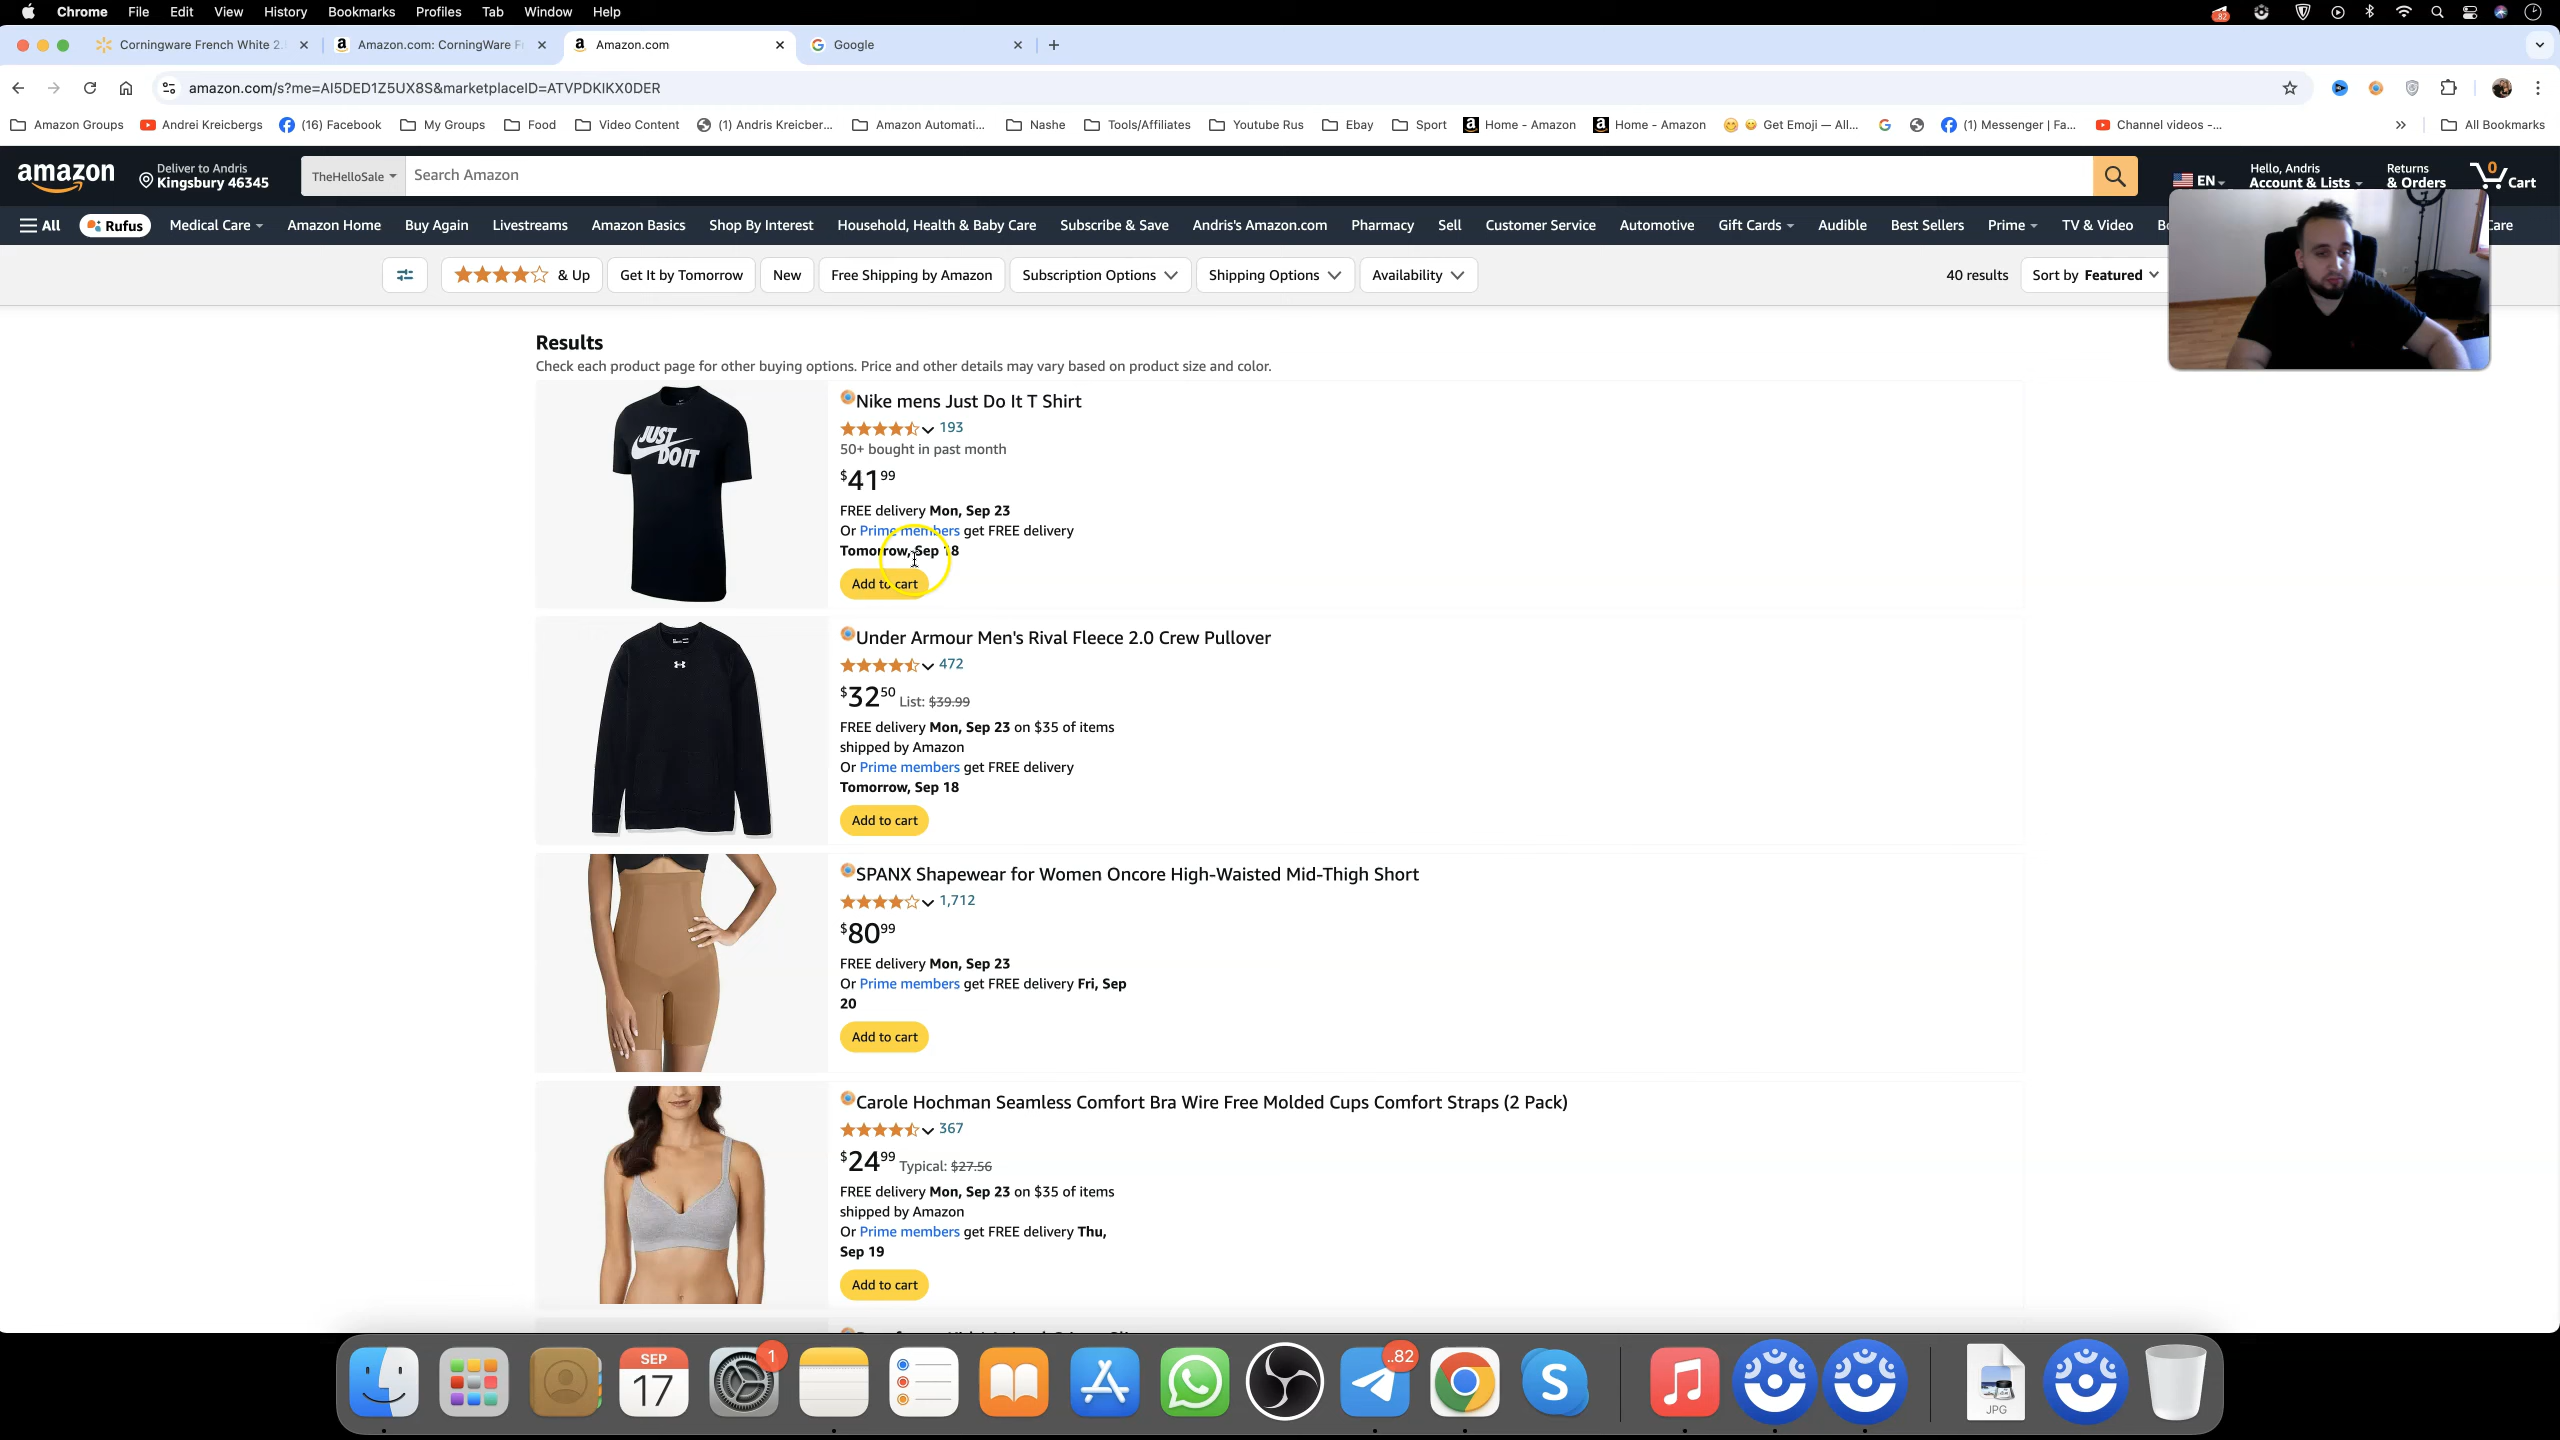 Chrome File Edit View History Bookmarks Profiles Tab Window Help
Corningware French White 2. Amazon.com: CorningWare Fr Amazon.com Google
amazon.com/s?me=AI5DED1Z5UX8S&marketplaceID=ATVPDKIKX0DER
Amazon Groups Andrei Kreicbergs (16) Facebook My Groups Food Video Content (1) Andris Kreicber... Amazon Automati... Nashe Tools/Affiliates Youtube Rus Ebay Sport Home - Amazon Home - Amazon Get Emoji — All... (1) Messenger | Fa... Channel videos -... » All Bookmarks
amazon Deliver to Andris Kingsbury 46345 TheHelloSale Search Amazon EN Hello, Andris Account & Lists Returns & Orders 0 Cart
All Rufus Medical Care Amazon Home Buy Again Livestreams Amazon Basics Shop By Interest Household, Health & Baby Care Subscribe & Save Andris's Amazon.com Pharmacy Sell Customer Service Automotive Gift Cards Audible Best Sellers Prime TV & Video
& Up Get It by Tomorrow New Free Shipping by Amazon Subscription Options Shipping Options Availability 40 results Sort by Featured
Results
Check each product page for other buying options. Price and other details may vary based on product size and color.
JUST
DO IT
Nike mens Just Do It T Shirt
193
50+ bought in past month
$41.99
FREE delivery Mon, Sep 23
Or Prime members get FREE delivery
Tomorrow, Sep 18
Add to cart
Under Armour Men's Rival Fleece 2.0 Crew Pullover
472
$32.50 List: $39.99
FREE delivery Mon, Sep 23 on $35 of items
shipped by Amazon
Or Prime members get FREE delivery
Tomorrow, Sep 18
Add to cart
SPANX Shapewear for Women Oncore High-Waisted Mid-Thigh Short
1,712
$80.99
FREE delivery Mon, Sep 23
Or Prime members get FREE delivery Fri, Sep
20
Add to cart
Carole Hochman Seamless Comfort Bra Wire Free Molded Cups Comfort Straps (2 Pack)
367
$24.99 Typical: $27.56
FREE delivery Mon, Sep 23 on $35 of items
shipped by Amazon
Or Prime members get FREE delivery Thu,
Sep 19
Add to cart
SEP
17
1
..82
JPG